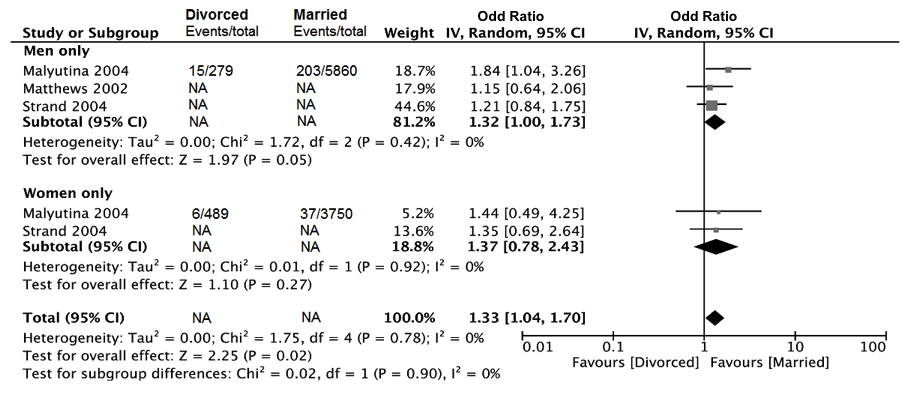 Divorced Married Odd Ratio Odd Ratio
Study or Subgroup Events/total Events/total Weight IV, Random, 95% CI IV, Random, 95% CI
Men only
Malyutina 2004 15/279 203/5860 18.7% 1.84 [1.04, 3.26]
Matthews 2002 NA NA 17.9% 1.15 [0.64, 2.06]
Strand 2004 NA NA 44.6% 1.21 [0.84, 1.75]
Subtotal (95% CI) NA NA 81.2% 1.32 [1.00, 1.73]
Heterogeneity: Tau² = 0.00; Chi² = 1.72, df = 2 (P = 0.42); I² = 0%
Test for overall effect: Z = 1.97 (P = 0.05)
Women only
Malyutina 2004 6/489 37/3750 5.2% 1.44 [0.49, 4.25]
Strand 2004 NA NA 13.6% 1.35 [0.69, 2.64]
Subtotal (95% CI) NA NA 18.8% 1.37 [0.78, 2.43]
Heterogeneity: Tau² = 0.00; Chi² = 0.01, df = 1 (P = 0.92); I² = 0%
Test for overall effect: Z = 1.10 (P = 0.27)
Total (95% CI) NA NA 100.0% 1.33 [1.04, 1.70]
Heterogeneity: Tau² = 0.00; Chi² = 1.75, df = 4 (P = 0.78); I² = 0%
Test for overall effect: Z = 2.25 (P = 0.02)
Test for subgroup differences: Chi² = 0.02, df = 1 (P = 0.90), I² = 0%
0.01 0.1 1 10 100
Favours [Divorced] Favours [Married]